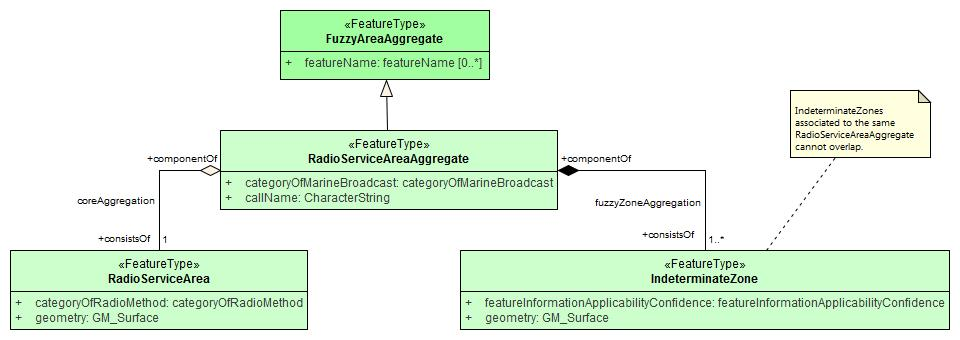 «FeatureType»
FuzzyAreaAggregate
+ featureName: featureName [0..*]
IndeterminateZones
associated to the same
RadioServiceAreaAggregate
cannot overlap.
«FeatureType»
RadioServiceAreaAggregate
+ categoryOfMarineBroadcast: categoryOfMarineBroadcast
+ callName: CharacterString
+componentOf
+componentOf
coreAggregation
fuzzyZoneAggregation
+consistsOf 1
+consistsOf 1..*
«FeatureType»
RadioServiceArea
+ categoryOfRadioMethod: categoryOfRadioMethod
+ geometry: GM_Surface
«FeatureType»
IndeterminateZone
+ featureInformationApplicabilityConfidence: featureInformationApplicabilityConfidence
+ geometry: GM_Surface